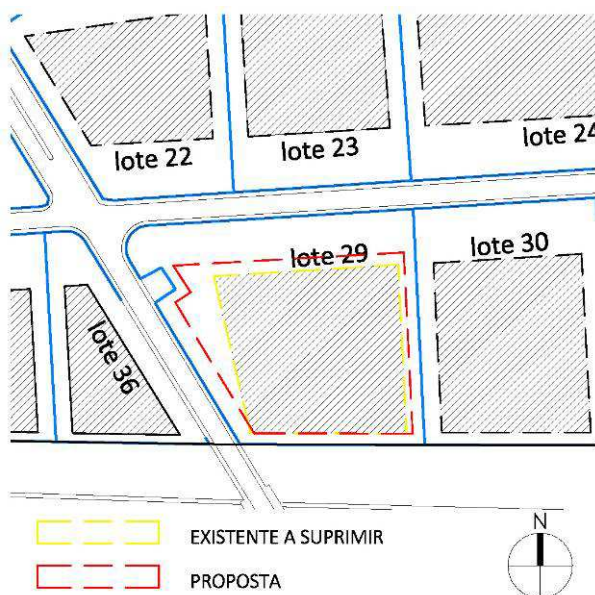 lote 22
lote 23
lote 24
lote 29
lote 30
lote 36
EXISTENTE A SUPRIMIR
PROPOSTA
N